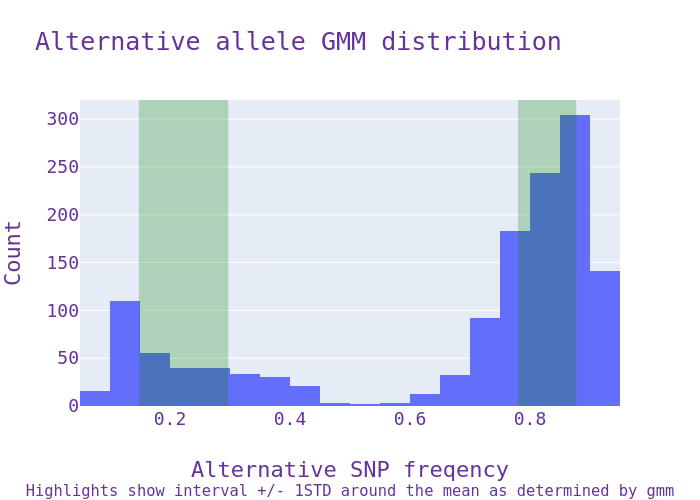 Alternative allele GMM distribution
300
250
200
150
100
50
0
Count
0.2 0.4 0.6 0.8
Alternative SNP freqency
Highlights show interval +/- 1STD around the mean as determined by gmm